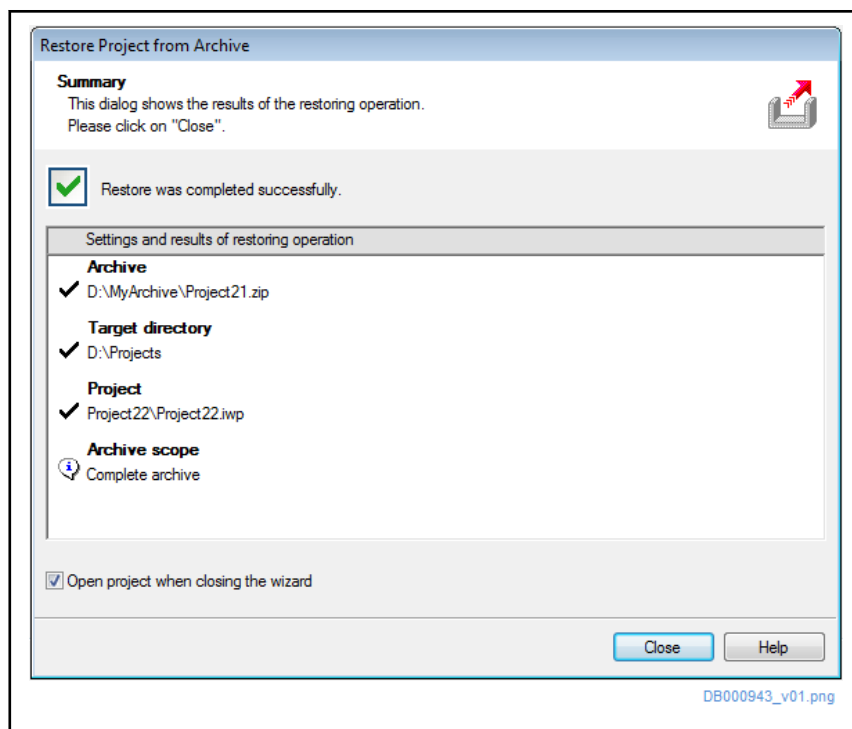 Restore Project from Archive
Summary
This dialog shows the results of the restoring operation.
Please click on "Close".
Restore was completed successfully.
Settings and results of restoring operation
Archive
D:\MyArchive\Project21.zip
Target directory
D:\Projects
Project
Project22\Project22.iwp
Archive scope
Complete archive
Open project when closing the wizard
Close
Help
DB000943_v01.png